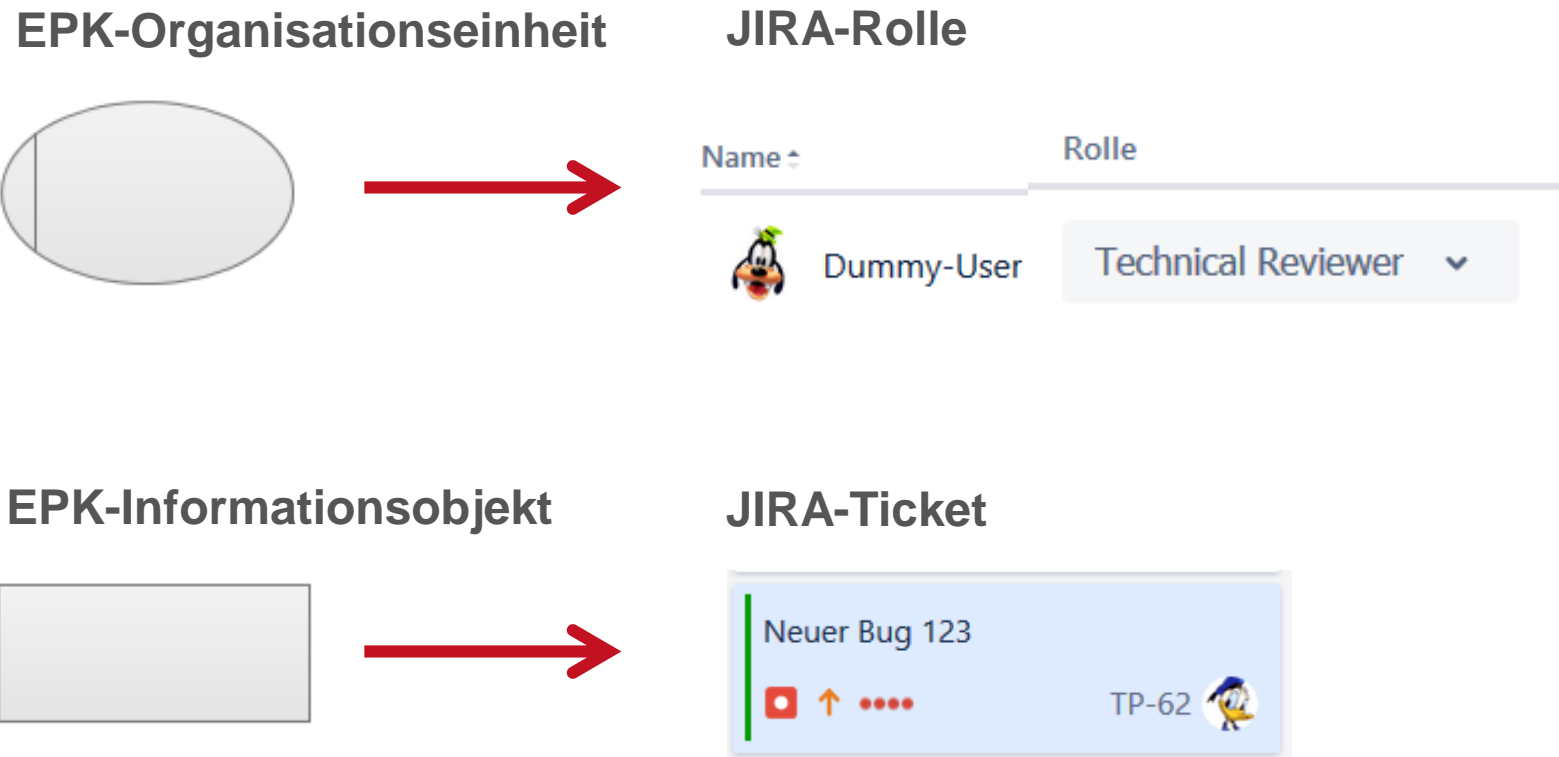 EPK-Organisationseinheit
JIRA-Rolle
Name
Rolle
Dummy-User
Technical Reviewer
EPK-Informationsobjekt
JIRA-Ticket
Neuer Bug 123
TP-62